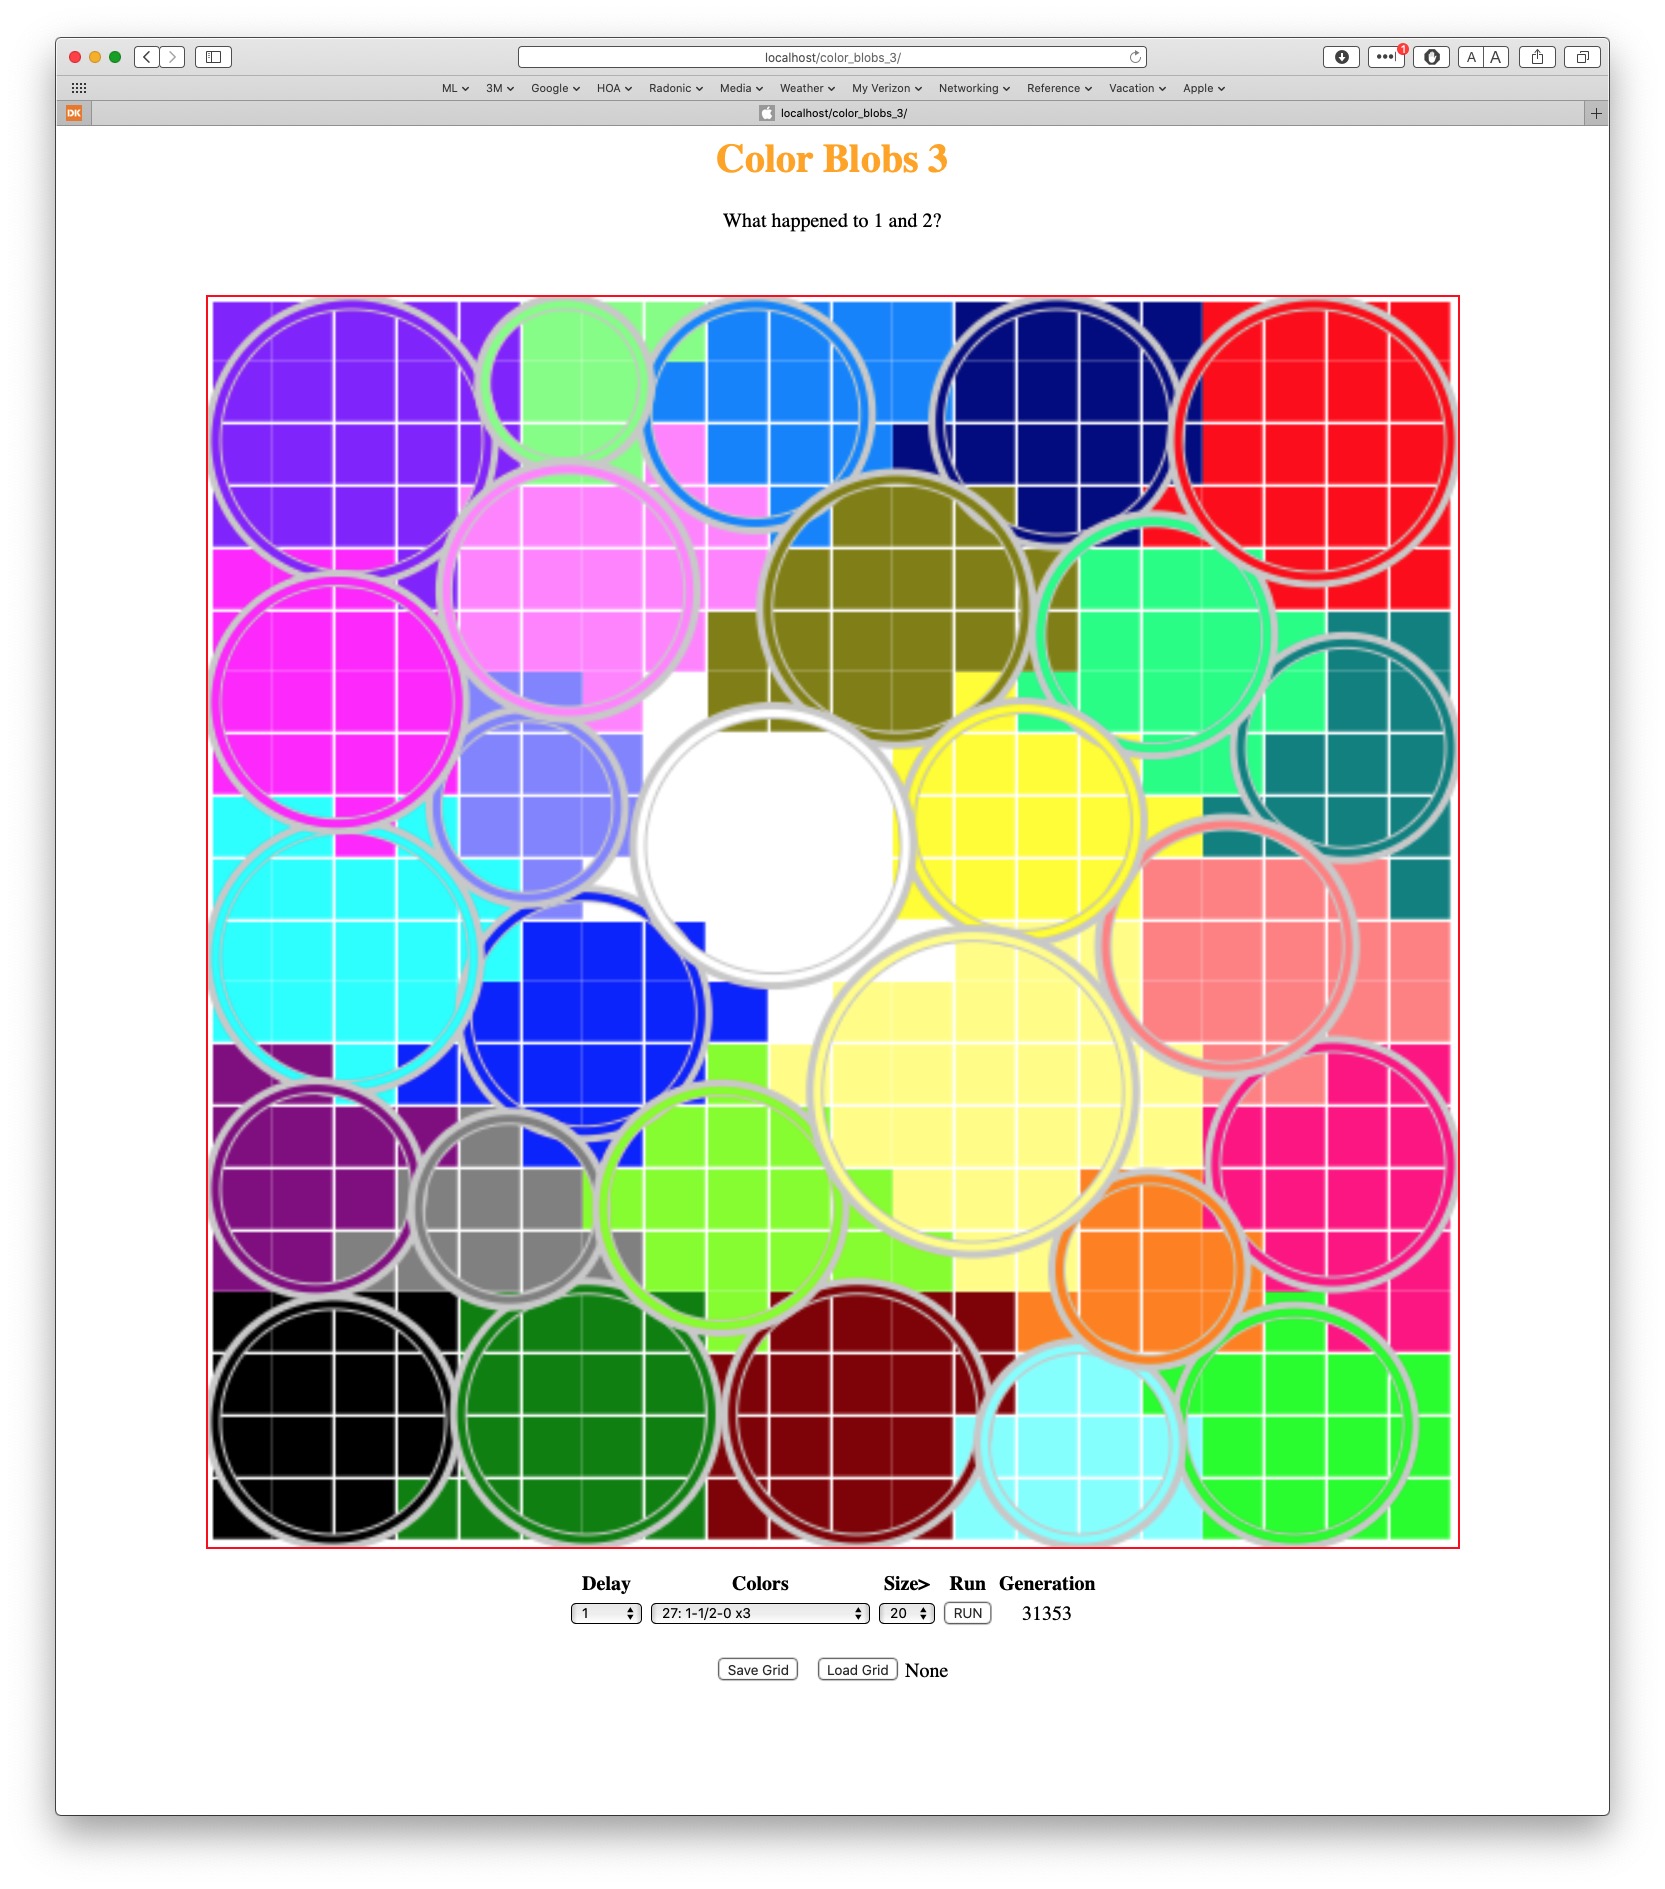 localhost/color_blobs_3/
1
A A
ML 3M Google HOA Radonic Media Weather My Verizon Networking Reference Vacation Apple
DK
localhost/color_blobs_3/
Color Blobs 3
What happened to 1 and 2?
Delay Colors Size> Run Generation
1 27: 1-1/2-0 x3 20 RUN 31353
Save Grid Load Grid None